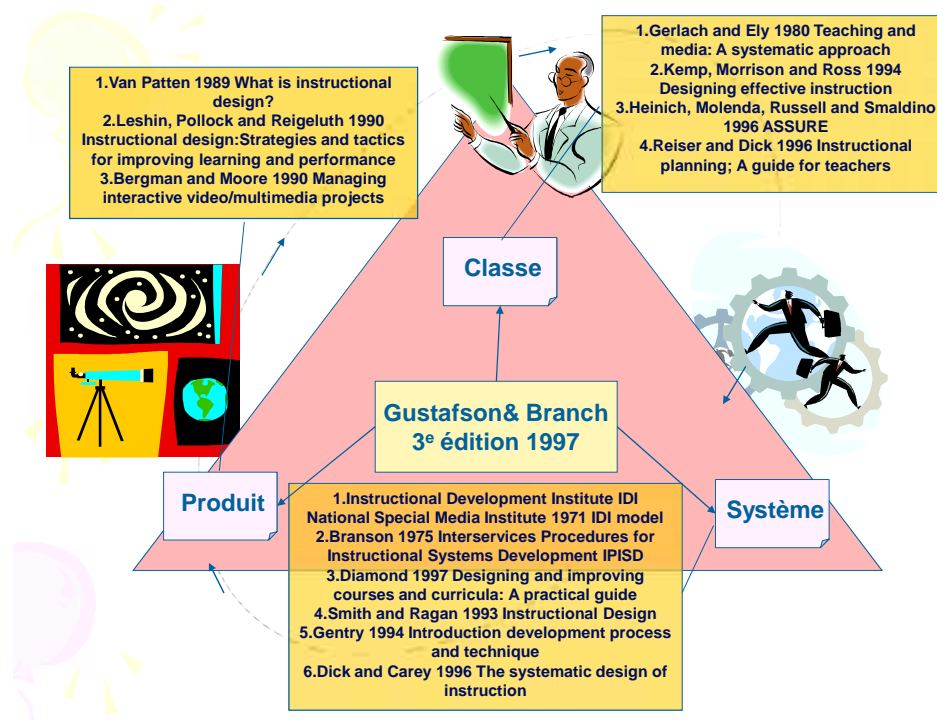 1.Van Patten 1989 What is instructional
design?
2.Leshin, Pollock and Reigeluth 1990
Instructional design:Strategies and tactics
for improving learning and performance
3.Bergman and Moore 1990 Managing
interactive video/multimedia projects
1.Gerlach and Ely 1980 Teaching and
media: A systematic approach
2.Kemp, Morrison and Ross 1994
Designing effective instruction
3.Heinich, Molenda, Russell and Smaldino
1996 ASSURE
4.Reiser and Dick 1996 Instructional
planning; A guide for teachers
Classe
Gustafson& Branch
3e édition 1997
Produit
Système
1.Instructional Development Institute IDI
National Special Media Institute 1971 IDI model
2.Branson 1975 Interservices Procedures for
Instructional Systems Development IPISD
3.Diamond 1997 Designing and improving
courses and curricula: A practical guide
4.Smith and Ragan 1993 Instructional Design
5.Gentry 1994 Introduction development process
and technique
6.Dick and Carey 1996 The systematic design of
instruction